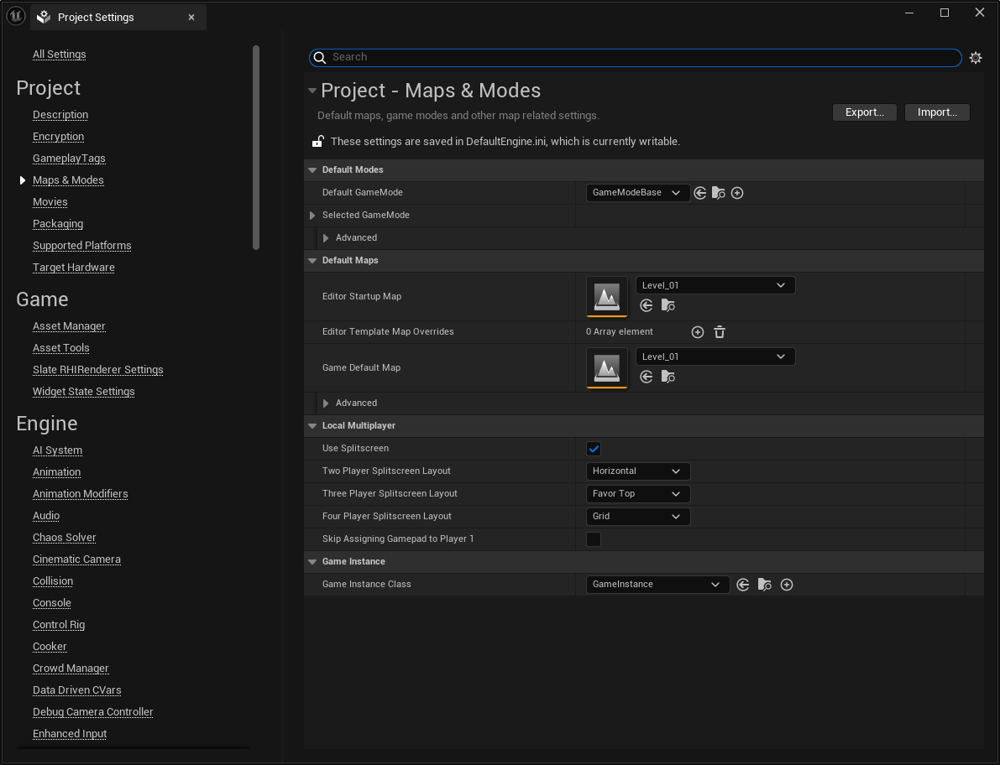 Project Settings
All Settings
Project
Description
Encryption
GameplayTags
Maps & Modes
Movies
Packaging
Supported Platforms
Target Hardware
Game
Asset Manager
Asset Tools
Slate RHIRenderer Settings
Widget State Settings
Engine
AI System
Animation
Animation Modifiers
Audio
Chaos Solver
Cinematic Camera
Collision
Console
Control Rig
Cooker
Crowd Manager
Data Driven CVars
Debug Camera Controller
Enhanced Input
Search
Project - Maps & Modes
Default maps, game modes and other map related settings.
Export...
Import...
These settings are saved in DefaultEngine.ini, which is currently writable.
Default Modes
Default GameMode
GameModeBase
Selected GameMode
Advanced
Default Maps
Editor Startup Map
Level_01
Editor Template Map Overrides
0 Array element
Game Default Map
Level_01
Advanced
Local Multiplayer
Use Splitscreen
Two Player Splitscreen Layout
Horizontal
Three Player Splitscreen Layout
Favor Top
Four Player Splitscreen Layout
Grid
Skip Assigning Gamepad to Player 1
Game Instance
Game Instance Class
GameInstance